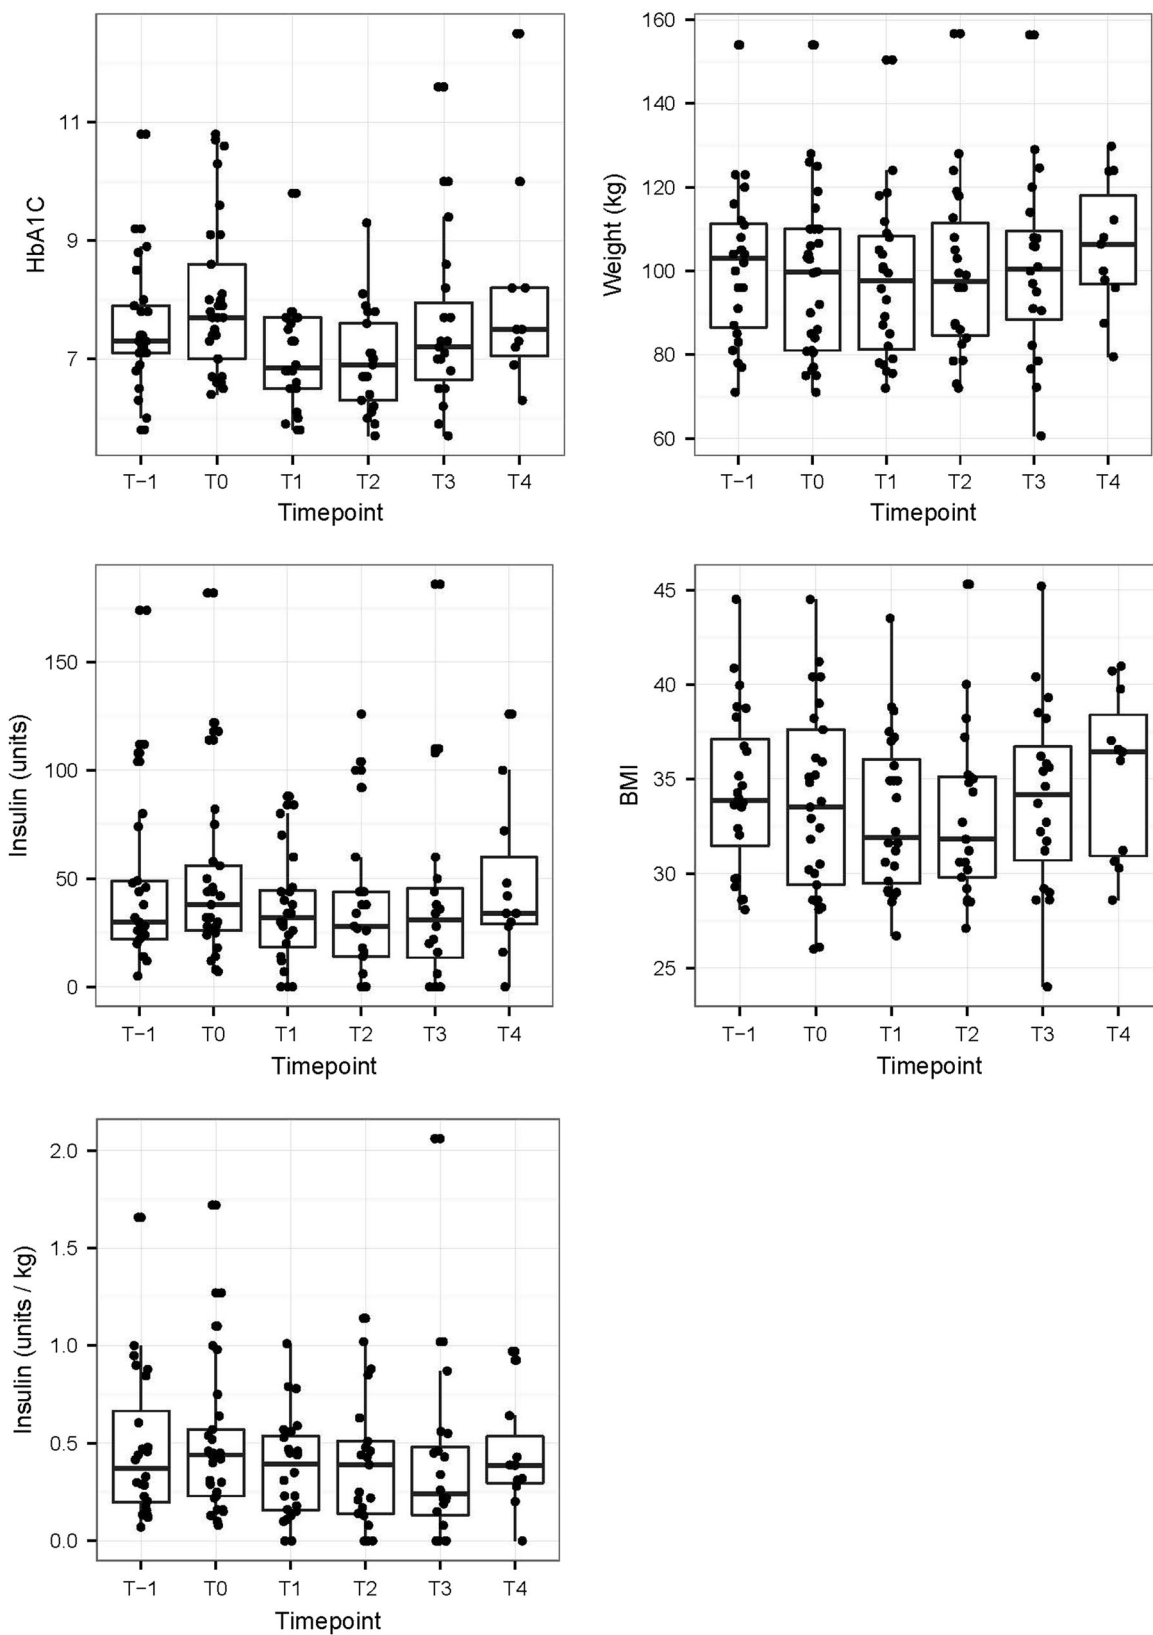 HbA1C
11
9
7
T−1 T0 T1 T2 T3 T4
Timepoint
Weight (kg)
160
140
120
100
80
60
T−1 T0 T1 T2 T3 T4
Timepoint
Insulin (units)
150
100
50
0
T−1 T0 T1 T2 T3 T4
Timepoint
BMI
45
40
35
30
25
T−1 T0 T1 T2 T3 T4
Timepoint
Insulin (units / kg)
2.0
1.5
1.0
0.5
0.0
T−1 T0 T1 T2 T3 T4
Timepoint